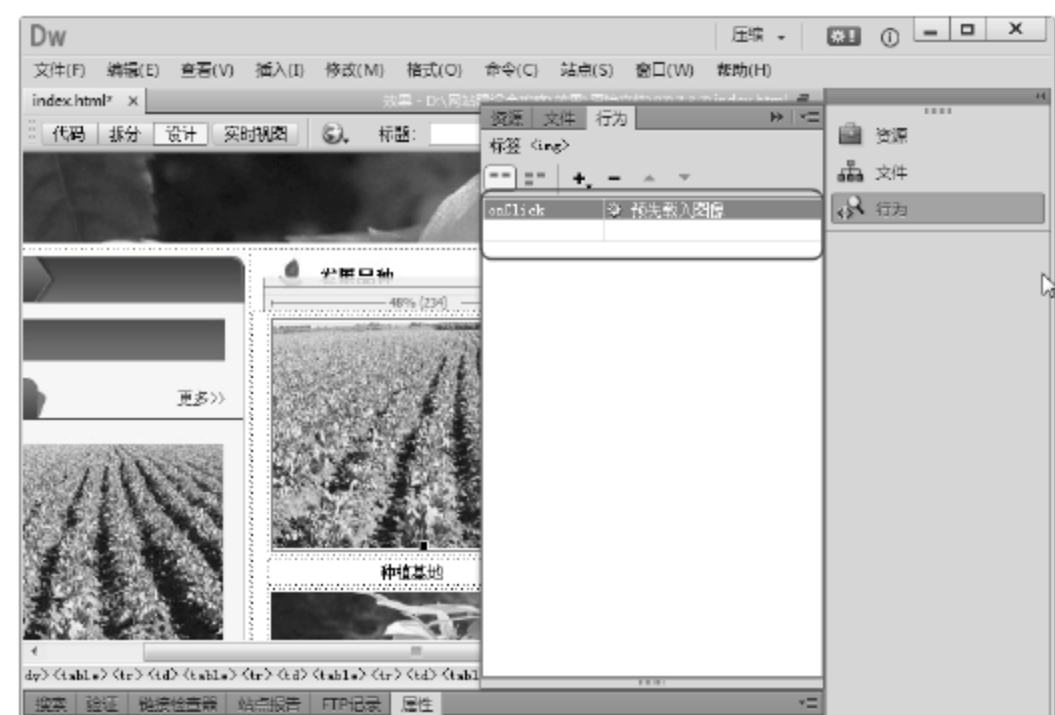 Dw
压缩
文件(F) 编辑(E) 查看(V) 插入(I) 修改(M) 格式(O) 命令(C) 站点(S) 窗口(W) 帮助(H)
index.html* ×
代码 拆分 设计 实时视图 标题:
资源 文件 行为
标签 <img>
onClick 预先载入图像
资源
文件
行为
发展品种
48% (234)
更多>>
种植基地
dy> <table> <tr> <td> <table> <tr> <td> <table> <tr> <td> <tabl
搜索 验证 链接检查器 站点报告 FTP记录 属性